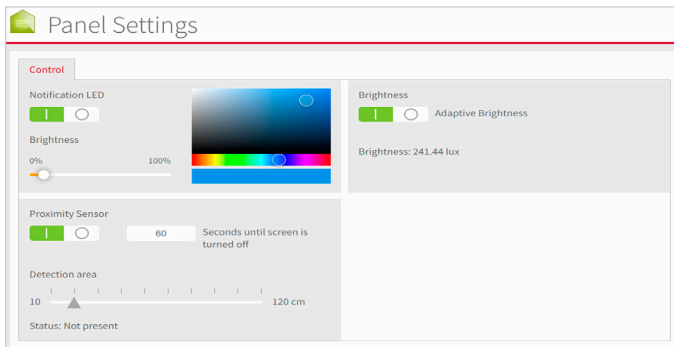 Panel Settings
Control
Notification LED
Brightness
0% 100%
Brightness
Adaptive Brightness
Brightness: 241.44 lux
Proximity Sensor
60 Seconds until screen is
turned off
Detection area
10 120 cm
Status: Not present